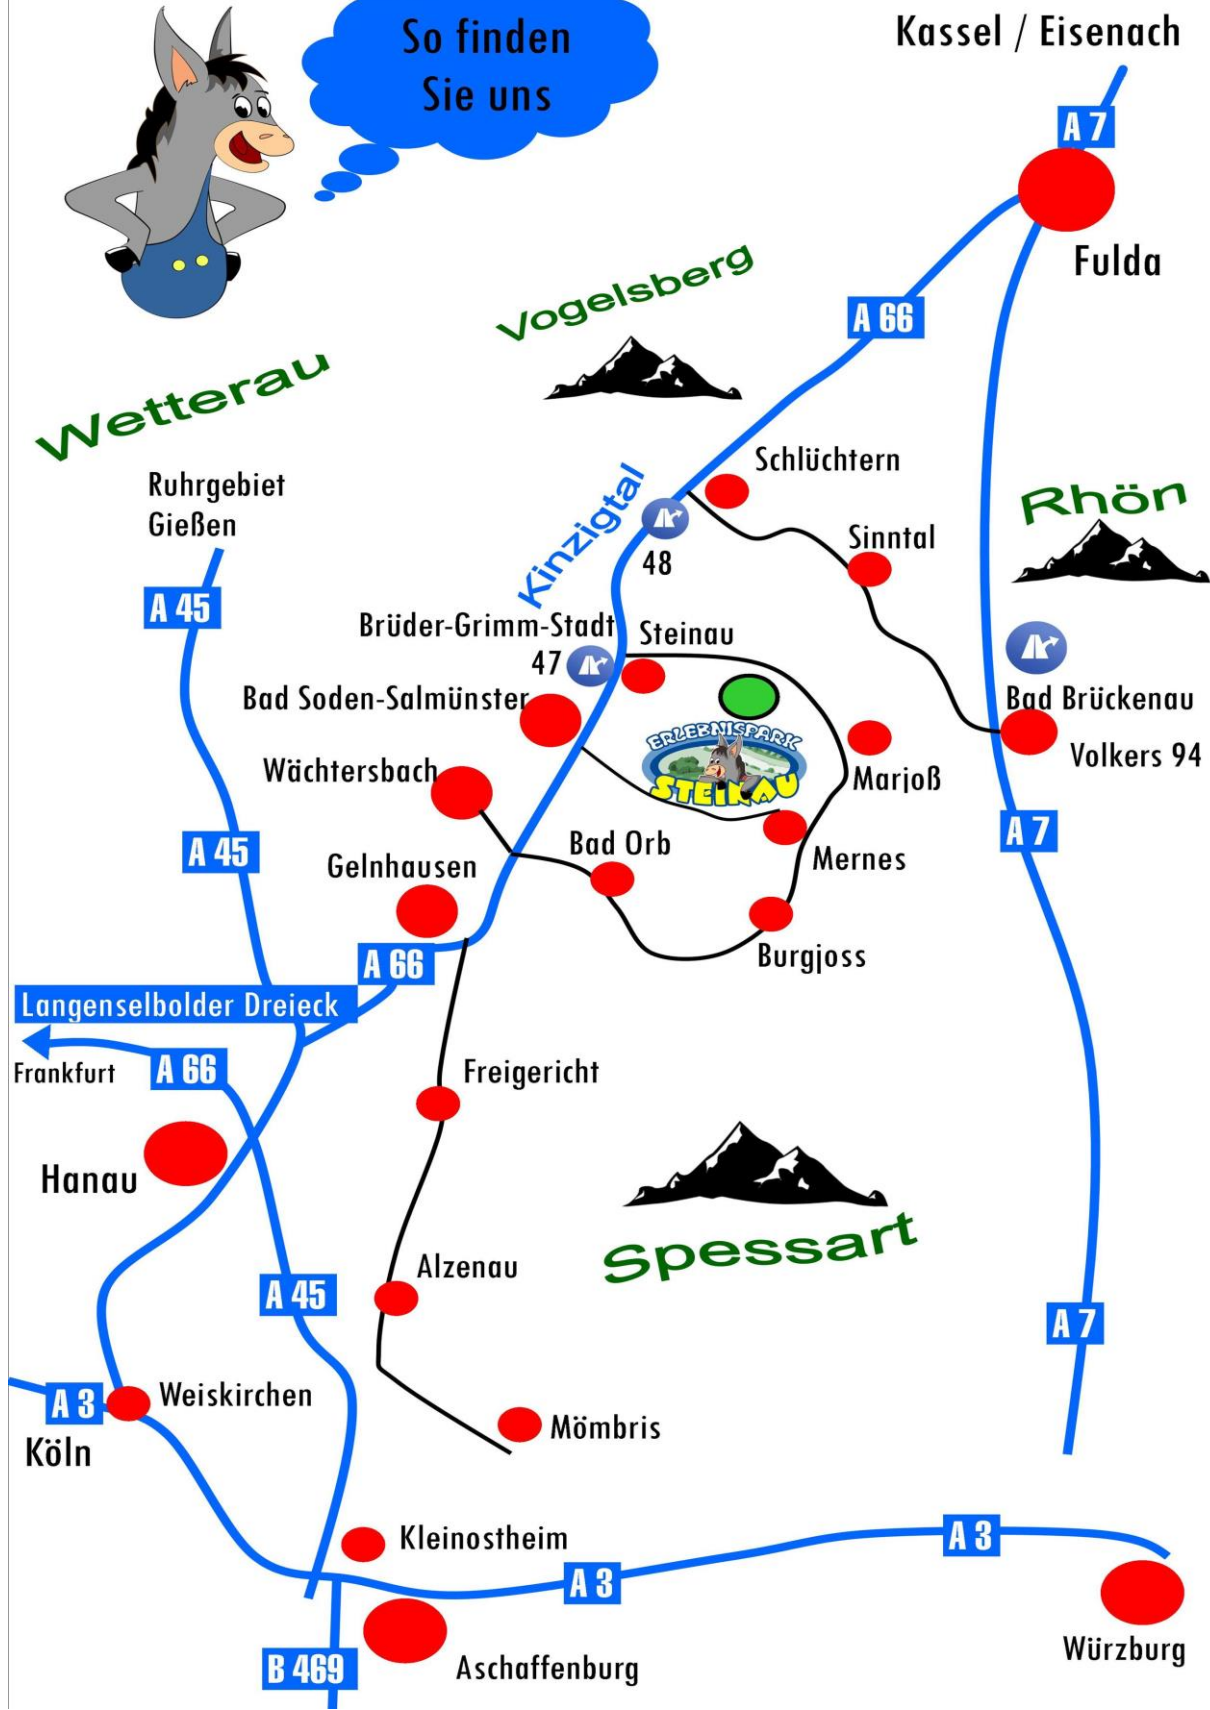 So finden
Sie uns
Kassel / Eisenach
A 7
Fulda
Vogelsberg
A 66
Wetterau
Schlüchtern
Ruhrgebiet
Gießen
Kinzigtal
Rhön
Sinntal
48
A 45
Brüder-Grimm-Stadt
Steinau
47
Bad Soden-Salmünster
Bad Brückenau
ERLEBNISPARK
STEINAU
Volkers 94
Wächtersbach
Marjoß
A 7
A 45
Bad Orb
Mernes
Gelnhausen
Burgjoss
A 66
Langenselbolder Dreieck
Frankfurt
A 66
Freigericht
Hanau
Spessart
Alzenau
A 45
A 7
Weiskirchen
A 3
Mömbris
Köln
Kleinostheim
A 3
A 3
Würzburg
B 469
Aschaffenburg